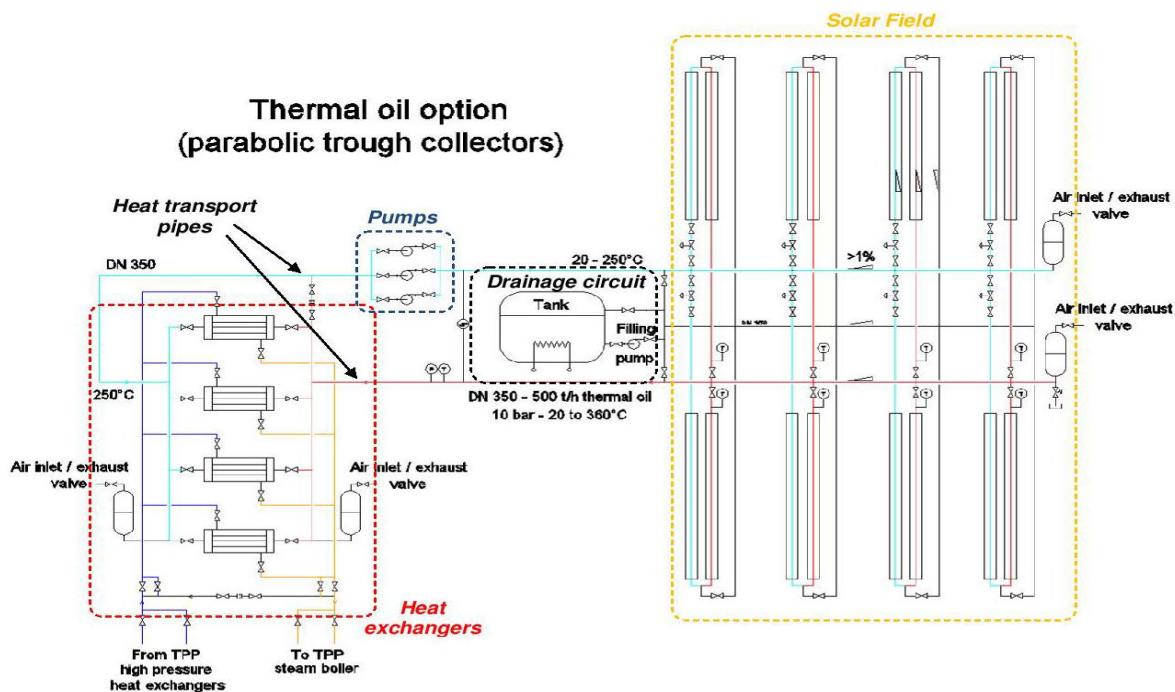 Solar Field
Thermal oil option
(parabolic trough collectors)
Heat transport
pipes
Pumps
Air inlet / exhaust
valve
DN 350
20 - 250°C
>1%
Drainage circuit
Tank
Filling
pump
Air inlet / exhaust
valve
250°C
DN 350 - 500 t/h thermal oil
10 bar - 20 to 360°C
Air inlet / exhaust
valve
Air inlet / exhaust
valve
Heat
exchangers
From TPP
high pressure
heat exchangers
To TPP
steam boiler